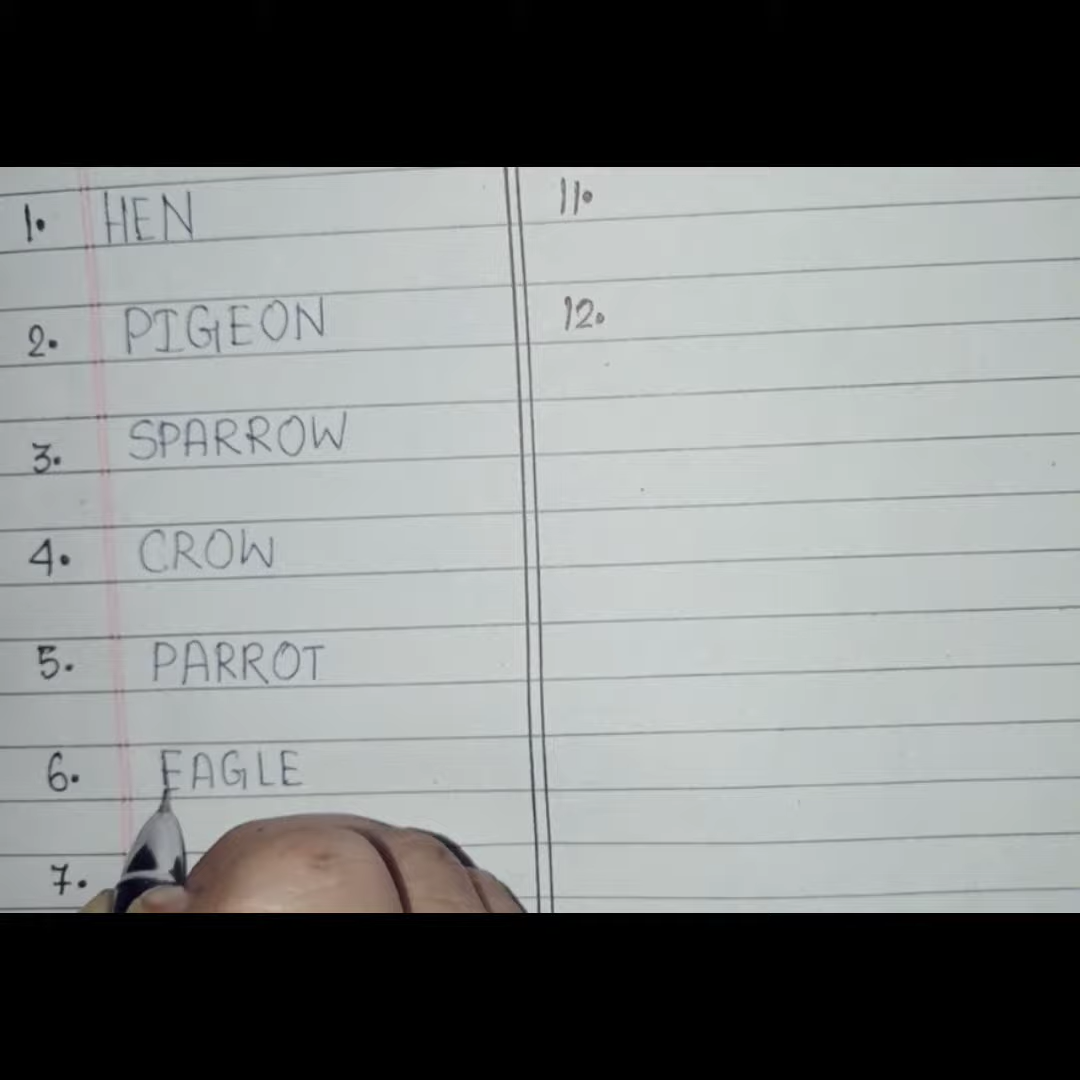 1. HEN
2. PIGEON
3. SPARROW
4. CROW
5. PARROT
6. EAGLE
7.
11.
12.